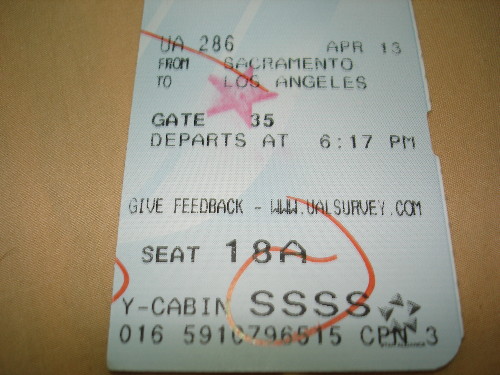 UA 286 APR 13
FROM SACRAMENTO
TO LOS ANGELES
GATE 35
DEPARTS AT 6:17 PM
GIVE FEEDBACK - WWW.UALSURVEY.COM
SEAT 18A
Y-CABIN SSSS
016 5910796515 CPN 3